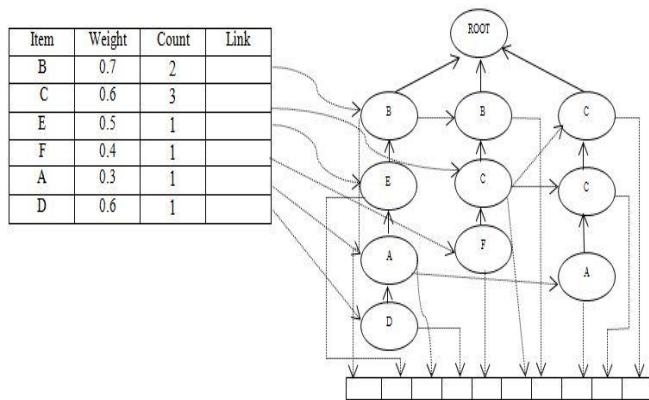 Item Weight Count Link
B 0.7 2
C 0.6 3
E 0.5 1
F 0.4 1
A 0.3 1
D 0.6 1
ROOT
B B C
E C C
A F A
D